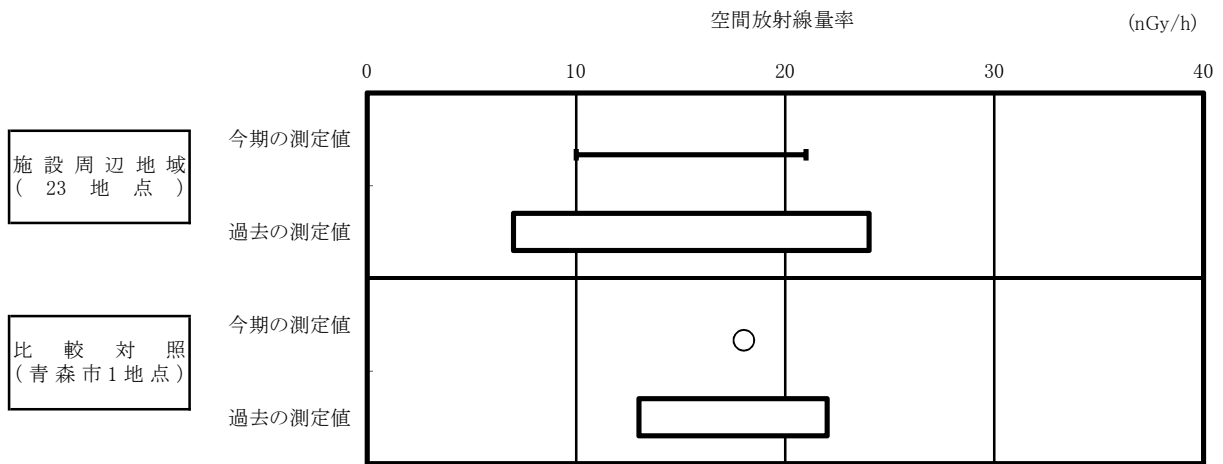 空間放射線量率
(nGy/h)
0 10 20 30 40
施設周辺地域
(23地点)
今期の測定値
過去の測定値
比較対照
(青森市1地点)
今期の測定値
過去の測定値